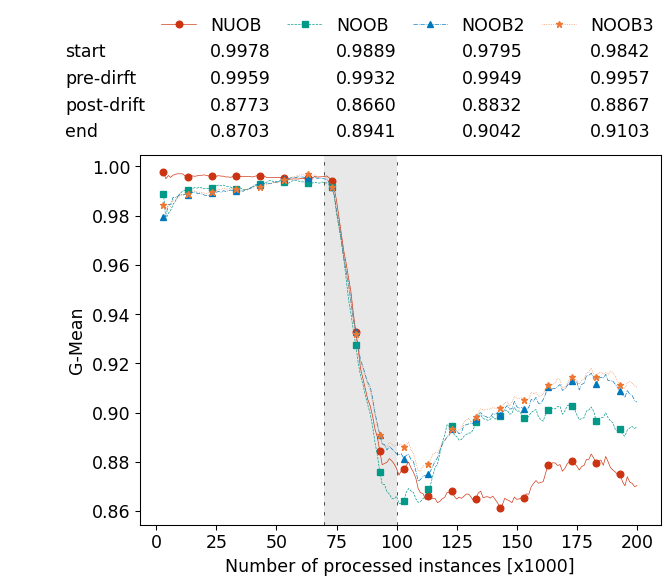 NUOB NOOB NOOB2 NOOB3
start 0.9978 0.9889 0.9795 0.9842
pre-dirft 0.9959 0.9932 0.9949 0.9957
post-drift 0.8773 0.8660 0.8832 0.8867
end 0.8703 0.8941 0.9042 0.9103
1.00
0.98
0.96
0.94
0.92
0.90
0.88
0.86
G-Mean
0 25 50 75 100 125 150 175 200
Number of processed instances [x1000]